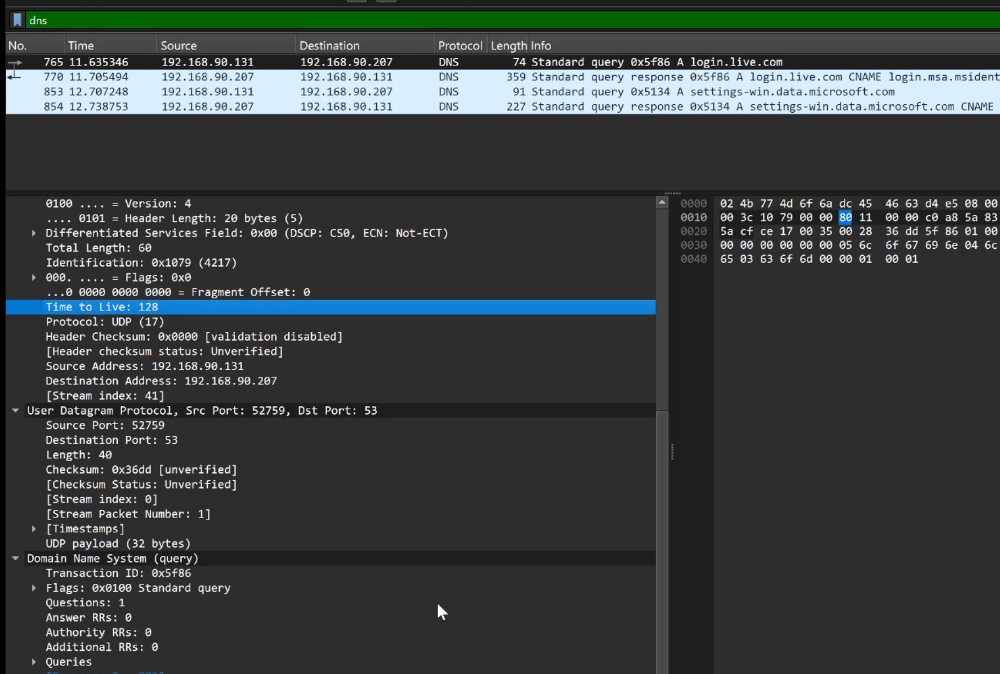 dns
No. Time Source Destination Protocol Length Info
765 11.635346 192.168.90.131 192.168.90.207 DNS 74 Standard query 0x5f86 A login.live.com
770 11.705494 192.168.90.207 192.168.90.131 DNS 359 Standard query response 0x5f86 A login.live.com CNAME login.msa.msident
853 12.707248 192.168.90.131 192.168.90.207 DNS 91 Standard query 0x5134 A settings-win.data.microsoft.com
854 12.738753 192.168.90.207 192.168.90.131 DNS 227 Standard query response 0x5134 A settings-win.data.microsoft.com CNAME
0100 .... = Version: 4
.... 0101 = Header Length: 20 bytes (5)
Differentiated Services Field: 0x00 (DSCP: CS0, ECN: Not-ECT)
Total Length: 60
Identification: 0x1079 (4217)
000. .... = Flags: 0x0
...0 0000 0000 0000 = Fragment Offset: 0
Time to Live: 128
Protocol: UDP (17)
Header Checksum: 0x0000 [validation disabled]
[Header checksum status: Unverified]
Source Address: 192.168.90.131
Destination Address: 192.168.90.207
[Stream index: 41]
User Datagram Protocol, Src Port: 52759, Dst Port: 53
Source Port: 52759
Destination Port: 53
Length: 40
Checksum: 0x36dd [unverified]
[Checksum Status: Unverified]
[Stream index: 0]
[Stream Packet Number: 1]
[Timestamps]
UDP payload (32 bytes)
Domain Name System (query)
Transaction ID: 0x5f86
Flags: 0x0100 Standard query
Questions: 1
Answer RRs: 0
Authority RRs: 0
Additional RRs: 0
Queries
0000 02 4b 77 4d 6f 6a dc 45 46 63 d4 e5 08 00
0010 00 3c 10 79 00 00 80 11 00 00 c0 a8 5a 83
0020 5a cf ce 17 00 35 00 28 36 dd 5f 86 01 00
0030 00 00 00 00 00 00 05 6c 6f 67 69 6e 04 6c
0040 65 03 63 6f 6d 00 00 01 00 01